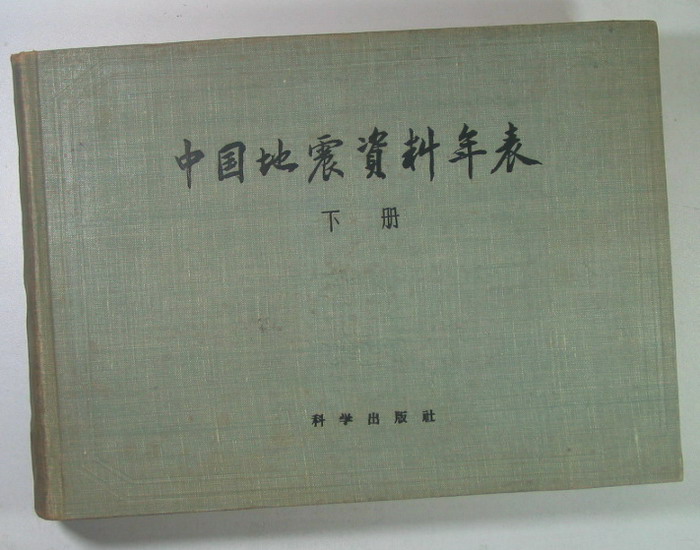 中国地震資料年表
下册
科学出版社